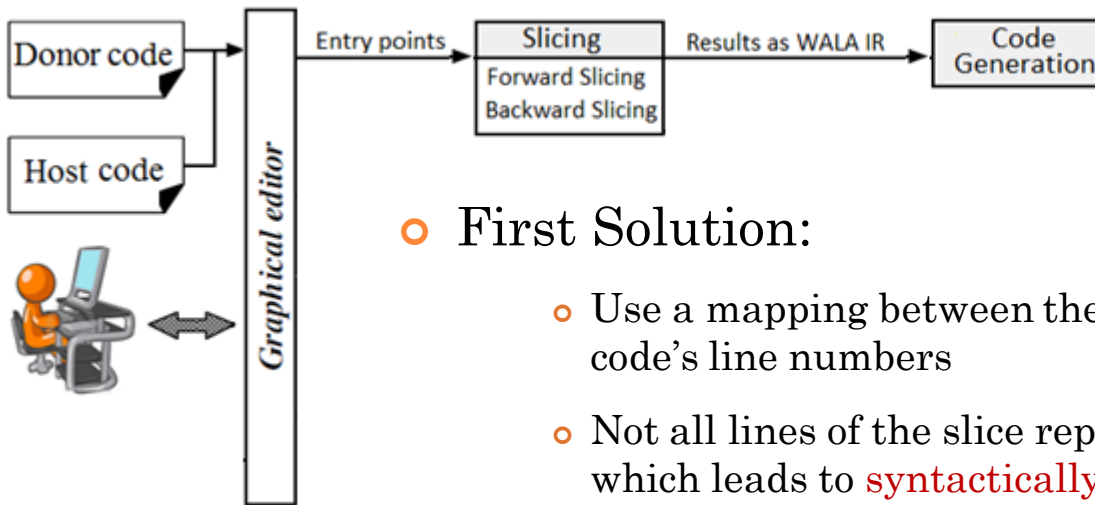 Donor code
Host code
Graphical editor
Entry points
Slicing
Forward Slicing
Backward Slicing
Results as WALA IR
Code
Generation
First Solution:
Use a mapping between the
code’s line numbers
Not all lines of the slice rep
which leads to syntactically